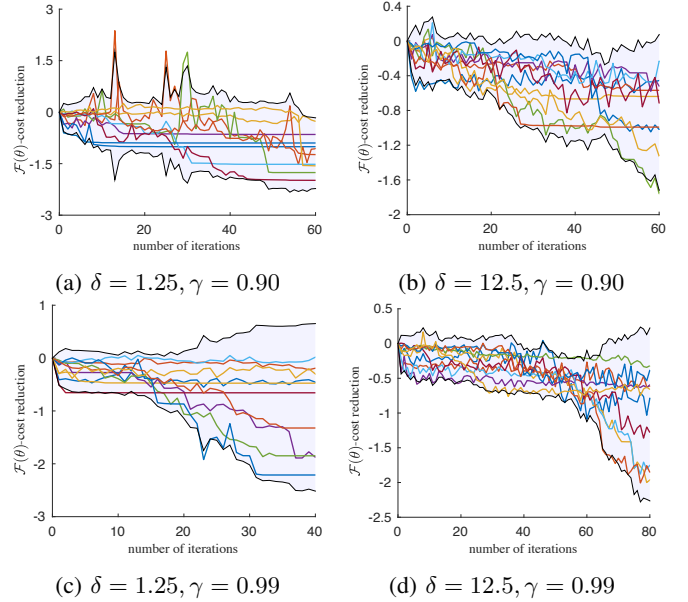 3
1.5
0
-1.5
-3
0 10 20 30 40 50 60
F(θ)-cost reduction
number of iterations
(a) δ = 1.25, γ = 0.90
0.4
0
-0.4
-0.8
-1.2
-1.6
-2
0 20 40 60
F(θ)-cost reduction
number of iterations
(b) δ = 12.5, γ = 0.90
1
0
-1
-2
-3
0 10 20 30 40
F(θ)-cost reduction
number of iterations
(c) δ = 1.25, γ = 0.99
0.5
0
-0.5
-1
-1.5
-2
-2.5
0 20 40 60 80
F(θ)-cost reduction
number of iterations
(d) δ = 12.5, γ = 0.99